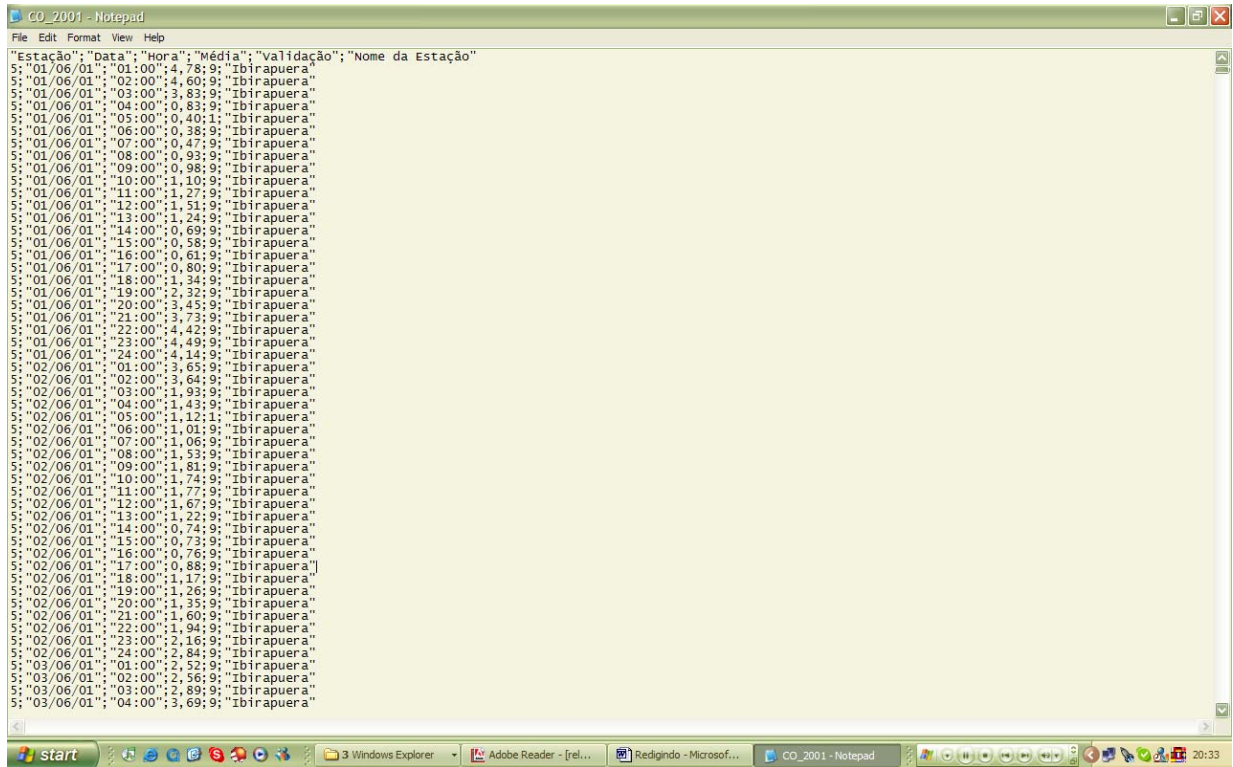 CO_2001 - Notepad
File Edit Format View Help
"Estação";"Data";"Hora";"Média";"Validação";"Nome da Estação"
5;"01/06/01";"01:00";4,78;9;"Ibirapuera"
5;"01/06/01";"02:00";4,60;9;"Ibirapuera"
5;"01/06/01";"03:00";3,83;9;"Ibirapuera"
5;"01/06/01";"04:00";0,83;9;"Ibirapuera"
5;"01/06/01";"05:00";0,40;1;"Ibirapuera"
5;"01/06/01";"06:00";0,38;9;"Ibirapuera"
5;"01/06/01";"07:00";0,47;9;"Ibirapuera"
5;"01/06/01";"08:00";0,93;9;"Ibirapuera"
5;"01/06/01";"09:00";0,98;9;"Ibirapuera"
5;"01/06/01";"10:00";1,10;9;"Ibirapuera"
5;"01/06/01";"11:00";1,27;9;"Ibirapuera"
5;"01/06/01";"12:00";1,51;9;"Ibirapuera"
5;"01/06/01";"13:00";1,24;9;"Ibirapuera"
5;"01/06/01";"14:00";0,69;9;"Ibirapuera"
5;"01/06/01";"15:00";0,58;9;"Ibirapuera"
5;"01/06/01";"16:00";0,61;9;"Ibirapuera"
5;"01/06/01";"17:00";0,80;9;"Ibirapuera"
5;"01/06/01";"18:00";1,34;9;"Ibirapuera"
5;"01/06/01";"19:00";2,32;9;"Ibirapuera"
5;"01/06/01";"20:00";3,45;9;"Ibirapuera"
5;"01/06/01";"21:00";3,73;9;"Ibirapuera"
5;"01/06/01";"22:00";4,42;9;"Ibirapuera"
5;"01/06/01";"23:00";4,49;9;"Ibirapuera"
5;"01/06/01";"24:00";4,14;9;"Ibirapuera"
5;"02/06/01";"01:00";3,65;9;"Ibirapuera"
5;"02/06/01";"02:00";3,64;9;"Ibirapuera"
5;"02/06/01";"03:00";1,93;9;"Ibirapuera"
5;"02/06/01";"04:00";1,43;9;"Ibirapuera"
5;"02/06/01";"05:00";1,12;1;"Ibirapuera"
5;"02/06/01";"06:00";1,01;9;"Ibirapuera"
5;"02/06/01";"07:00";1,06;9;"Ibirapuera"
5;"02/06/01";"08:00";1,53;9;"Ibirapuera"
5;"02/06/01";"09:00";1,81;9;"Ibirapuera"
5;"02/06/01";"10:00";1,74;9;"Ibirapuera"
5;"02/06/01";"11:00";1,77;9;"Ibirapuera"
5;"02/06/01";"12:00";1,67;9;"Ibirapuera"
5;"02/06/01";"13:00";1,22;9;"Ibirapuera"
5;"02/06/01";"14:00";0,74;9;"Ibirapuera"
5;"02/06/01";"15:00";0,73;9;"Ibirapuera"
5;"02/06/01";"16:00";0,76;9;"Ibirapuera"
5;"02/06/01";"17:00";0,88;9;"Ibirapuera"
5;"02/06/01";"18:00";1,17;9;"Ibirapuera"
5;"02/06/01";"19:00";1,26;9;"Ibirapuera"
5;"02/06/01";"20:00";1,35;9;"Ibirapuera"
5;"02/06/01";"21:00";1,60;9;"Ibirapuera"
5;"02/06/01";"22:00";1,94;9;"Ibirapuera"
5;"02/06/01";"23:00";2,16;9;"Ibirapuera"
5;"02/06/01";"24:00";2,84;9;"Ibirapuera"
5;"03/06/01";"01:00";2,52;9;"Ibirapuera"
5;"03/06/01";"02:00";2,56;9;"Ibirapuera"
5;"03/06/01";"03:00";2,89;9;"Ibirapuera"
5;"03/06/01";"04:00";3,69;9;"Ibirapuera"
start 3 Windows Explorer Adobe Reader - [rel... Redigindo - Microsof... CO_2001 - Notepad 20:33